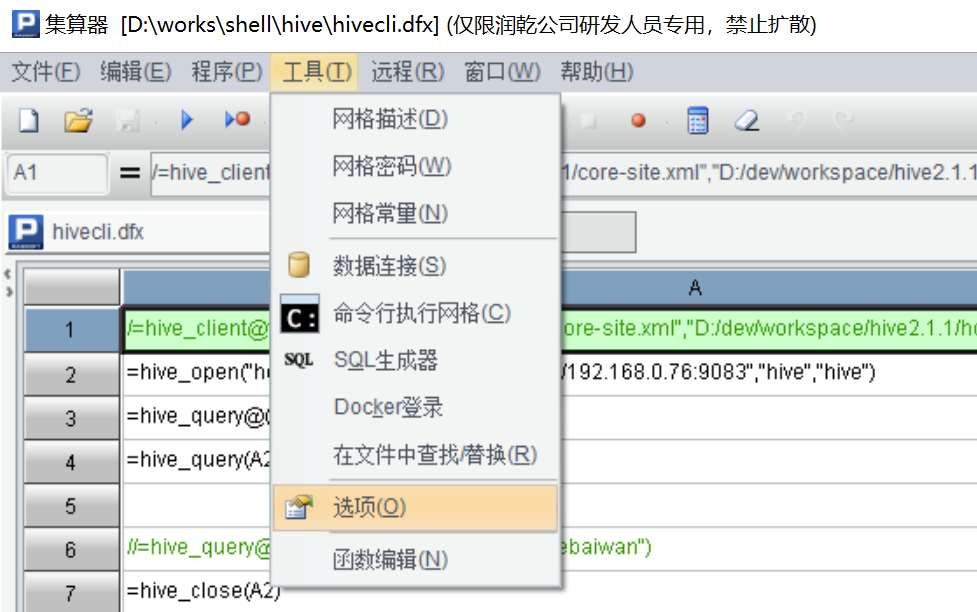 集算器 [D:\works\shell\hive\hivecli.dfx] (仅限润乾公司研发人员专用，禁止扩散)
文件(F) 编辑(E) 程序(P) 工具(T) 远程(R) 窗口(W) 帮助(H)
A1 = /=hive_client 1/core-site.xml","D:/dev/workspace/hive2.1.1
hivecli.dfx
A
1 /=hive_client@ core-site.xml","D:/dev/workspace/hive2.1.1/
2 =hive_open("h /192.168.0.76:9083","hive","hive")
3 =hive_query@
4 =hive_query(A2
5
6 //=hive_query@ ebaiwan")
7 =hive_close(A2)
网格描述(D)
网格密码(W)
网格常量(N)
数据连接(S)
C: 命令行执行网格(C)
SQL SQL生成器
Docker登录
在文件中查找/替换(R)
选项(O)
函数编辑(N)